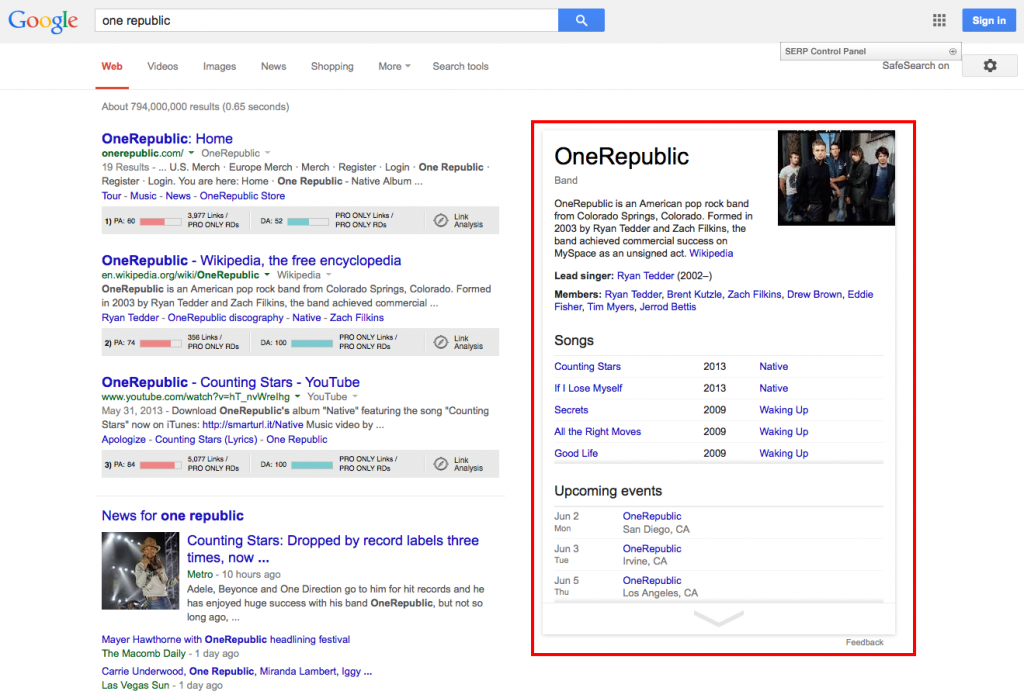 Google one republic Sign in
SERP Control Panel
Web Videos Images News Shopping More Search tools SafeSearch on
About 794,000,000 results (0.65 seconds)
OneRepublic: Home
onerepublic.com/ OneRepublic
19 Results - ... U.S. Merch · Europe Merch · Merch · Register · Login · One Republic ·
Register · Login. You are here: Home · One Republic - Native Album ...
Tour - Music - News - OneRepublic Store
1) PA: 60 3,977 Links / PRO ONLY RDs DA: 52 PRO ONLY Links / PRO ONLY RDs Link Analysis
OneRepublic - Wikipedia, the free encyclopedia
en.wikipedia.org/wiki/OneRepublic Wikipedia
OneRepublic is an American pop rock band from Colorado Springs, Colorado. Formed
in 2003 by Ryan Tedder and Zach Filkins, the band achieved commercial ...
Ryan Tedder - OneRepublic discography - Native - Zach Filkins
2) PA: 74 356 Links / PRO ONLY RDs DA: 100 PRO ONLY Links / PRO ONLY RDs Link Analysis
OneRepublic - Counting Stars - YouTube
www.youtube.com/watch?v=hT_nvWreIhg YouTube
May 31, 2013 - Download OneRepublic's album "Native" featuring the song "Counting
Stars" now on iTunes: http://smarturl.it/Native Music video by ...
Apologize - Counting Stars (Lyrics) - One Republic
3) PA: 84 5,077 Links / PRO ONLY RDs DA: 100 PRO ONLY Links / PRO ONLY RDs Link Analysis
News for one republic
Counting Stars: Dropped by record labels three
times, now ...
Metro - 10 hours ago
Adele, Beyonce and One Direction go to him for hit records and he
has enjoyed huge success with his band OneRepublic, but not so
long ago, ...
Mayer Hawthorne with OneRepublic headlining festival
The Macomb Daily - 1 day ago
Carrie Underwood, One Republic, Miranda Lambert, Iggy ...
Las Vegas Sun - 1 day ago
OneRepublic
Band
OneRepublic is an American pop rock band
from Colorado Springs, Colorado. Formed in
2003 by Ryan Tedder and Zach Filkins, the
band achieved commercial success on
MySpace as an unsigned act. Wikipedia
Lead singer: Ryan Tedder (2002–)
Members: Ryan Tedder, Brent Kutzle, Zach Filkins, Drew Brown, Eddie
Fisher, Tim Myers, Jerrod Bettis
Songs
Counting Stars 2013 Native
If I Lose Myself 2013 Native
Secrets 2009 Waking Up
All the Right Moves 2009 Waking Up
Good Life 2009 Waking Up
Upcoming events
Jun 2 OneRepublic
Mon San Diego, CA
Jun 3 OneRepublic
Tue Irvine, CA
Jun 5 OneRepublic
Thu Los Angeles, CA
Feedback